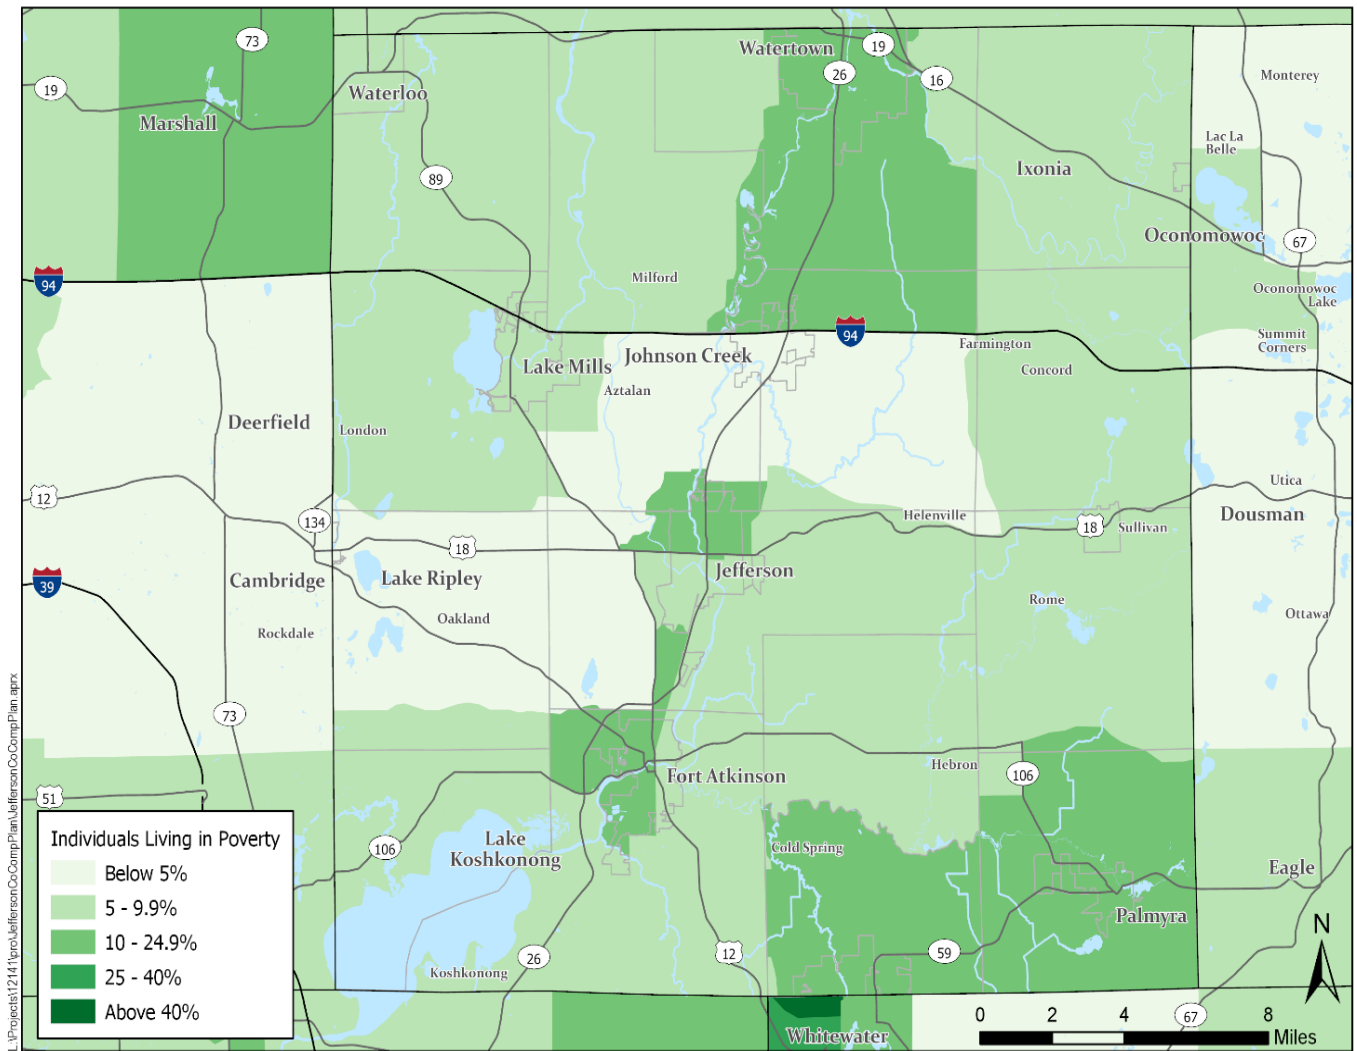 73
19
Watertown
19
26
16
Monterey
19
Waterloo
Marshall
Lac La
Belle
Ixonia
89
Oconomowoc
67
94
Milford
Oconomowoc
Lake
94
Summit
Corners
Farmington
Johnson Creek
Lake Mills
Concord
Aztalan
Deerfield
London
Utica
12
Dousman
134
Helenville
18
Sullivan
18
Jefferson
39
Cambridge
Lake Ripley
Rome
Oakland
Ottawa
Rockdale
73
Hebron
106
Fort Atkinson
51
Lake
Koshkonong
106
Cold Spring
Eagle
Palmyra
12
59
26
Koshkonong
67
Whitewater
Individuals Living in Poverty
Below 5%
5 - 9.9%
10 - 24.9%
25 - 40%
Above 40%
N
0 2 4 8
Miles
L:\Projects\12141\pro\JeffersonCoCompPlan\JeffersonCoCompPlan.aprx